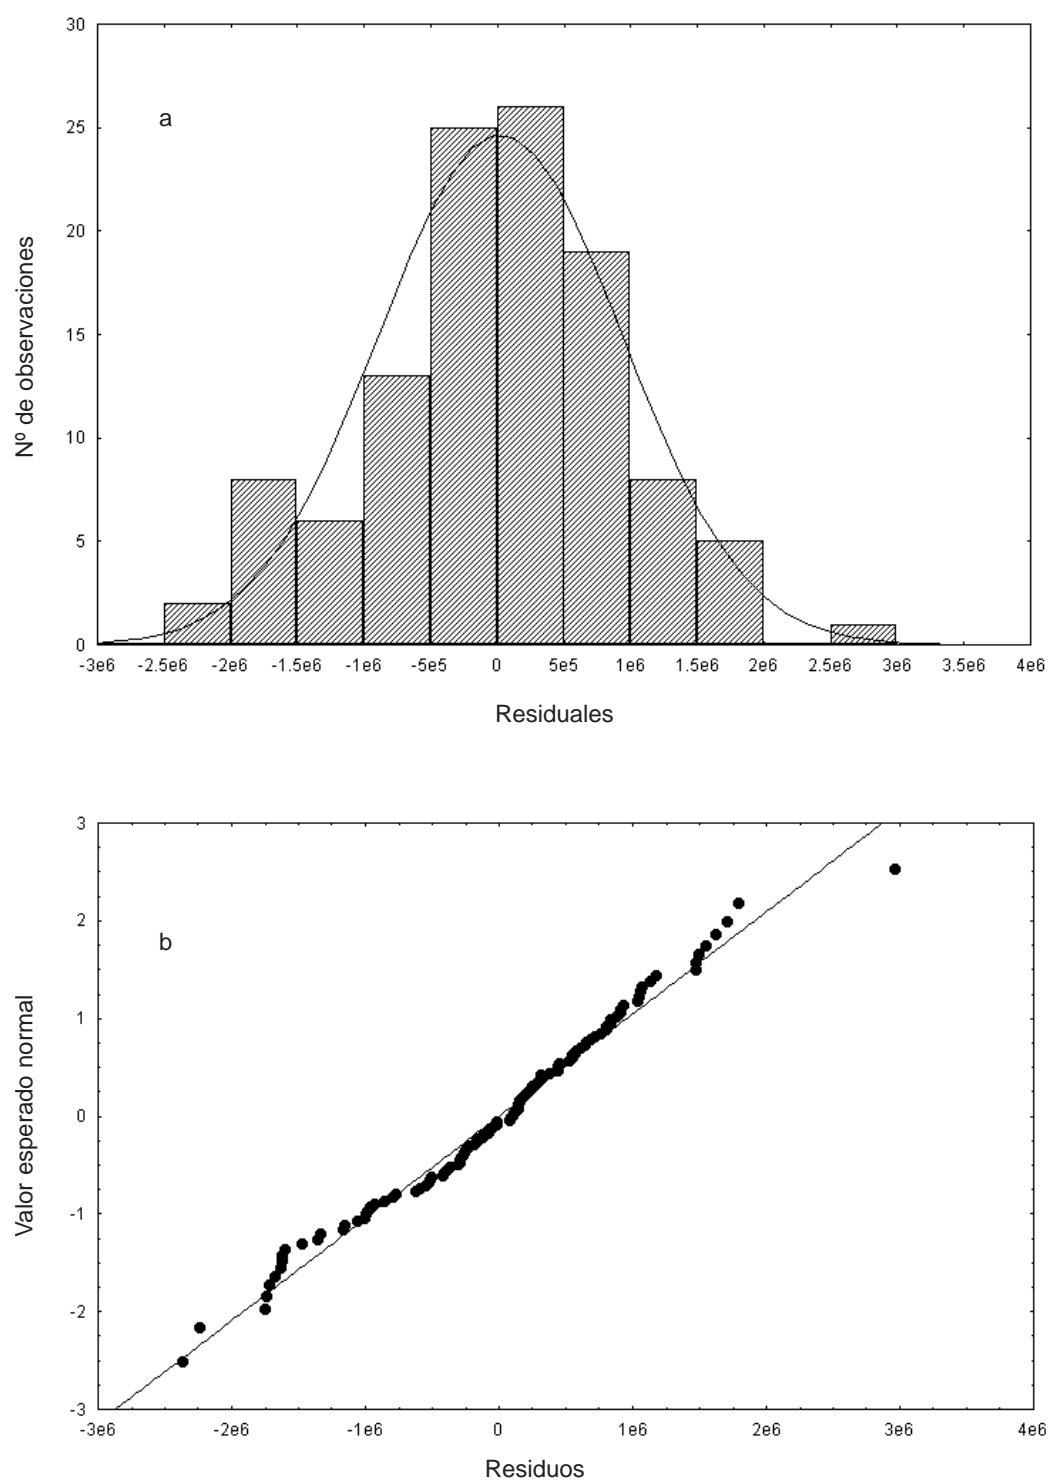 30
a
25
20
15
10
5
0
Nº de observaciones
-3e6 -2.5e6 -2e6 -1.5e6 -1e6 -5e5 0 5e5 1e6 1.5e6 2e6 2.5e6 3e6 3.5e6 4e6
Residuales
3
2
b
1
0
-1
-2
-3
Valor esperado normal
-3e6 -2e6 -1e6 0 1e6 2e6 3e6 4e6
Residuos